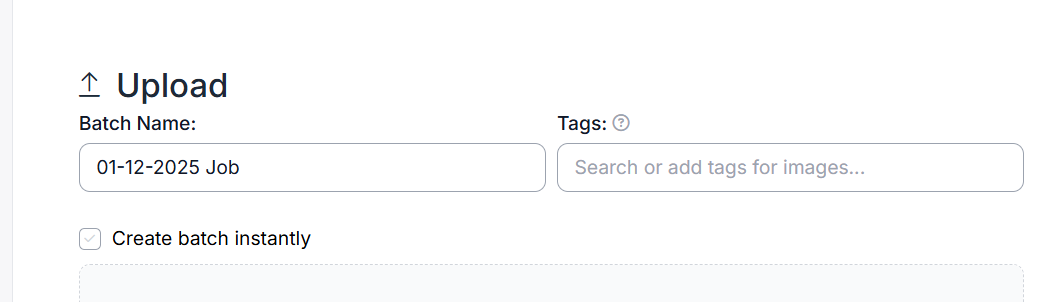 Upload
Batch Name:
Tags:
01-12-2025 Job
Search or add tags for images...
Create batch instantly